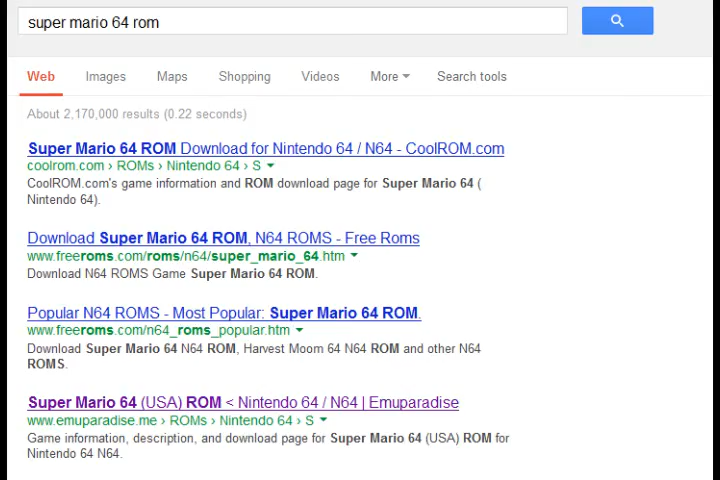 super mario 64 rom
Web Images Maps Shopping Videos More Search tools
About 2,170,000 results (0.22 seconds)
Super Mario 64 ROM Download for Nintendo 64 / N64 - CoolROM.com
coolrom.com › ROMs › Nintendo 64 › S
CoolROM.com's game information and ROM download page for Super Mario 64 (
Nintendo 64).
Download Super Mario 64 ROM, N64 ROMS - Free Roms
www.freeroms.com/roms/n64/super_mario_64.htm
Download N64 ROMS Game Super Mario 64 ROM.
Popular N64 ROMS - Most Popular: Super Mario 64 ROM.
www.freeroms.com/n64_roms_popular.htm
Download Super Mario 64 N64 ROM, Harvest Moom 64 N64 ROM and other N64
ROMS.
Super Mario 64 (USA) ROM < Nintendo 64 / N64 | Emuparadise
www.emuparadise.me › ROMs › Nintendo 64 › S
Game information, description, and download page for Super Mario 64 (USA) ROM for
Nintendo 64 N64.